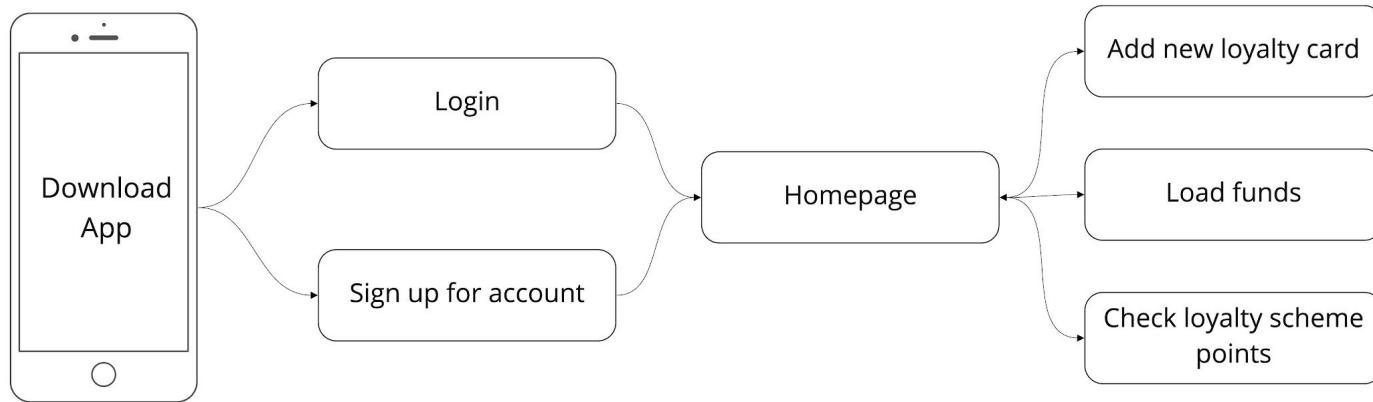 Download
App
Login
Sign up for account
Homepage
Add new loyalty card
Load funds
Check loyalty scheme
points